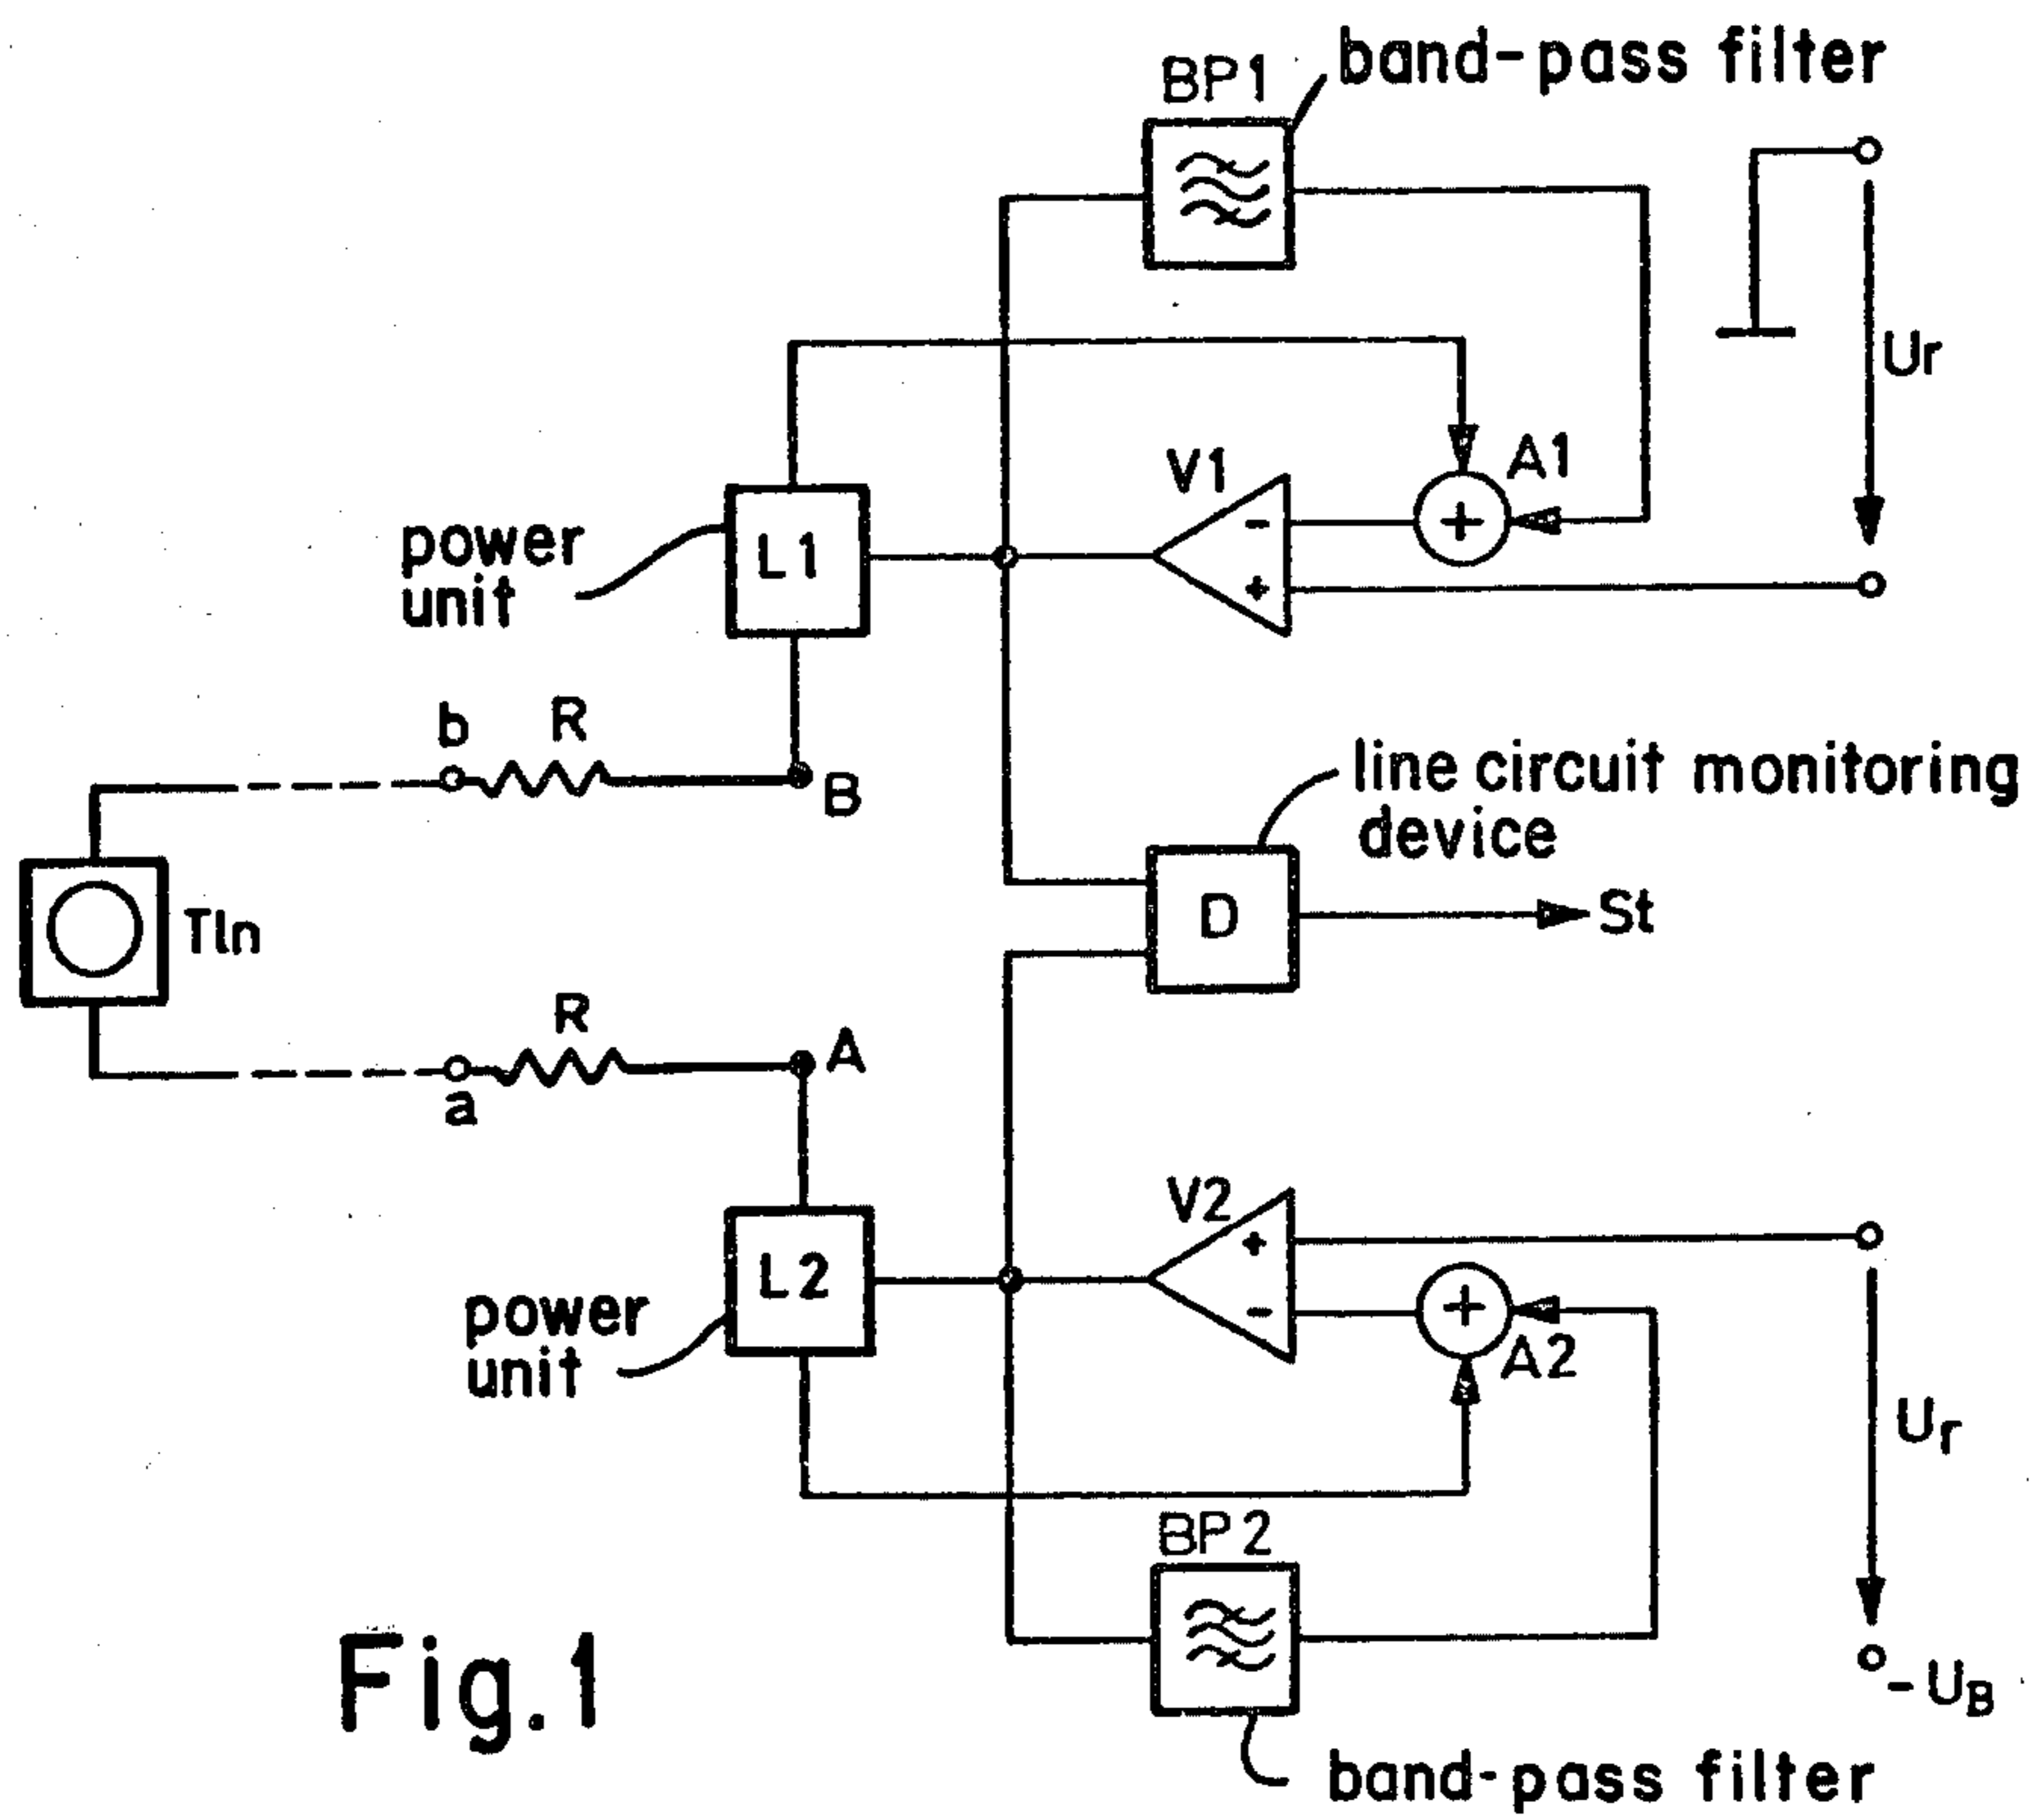 BP1
band-pass filter
Ur
A1
V1
-
+
+
power
unit
L1
b
R
B
line circuit monitoring
device
D
St
Tln
R
A
a
V2
+
-
+
A2
L2
power
unit
Ur
BP2
-UB
Fig.1
band-pass filter